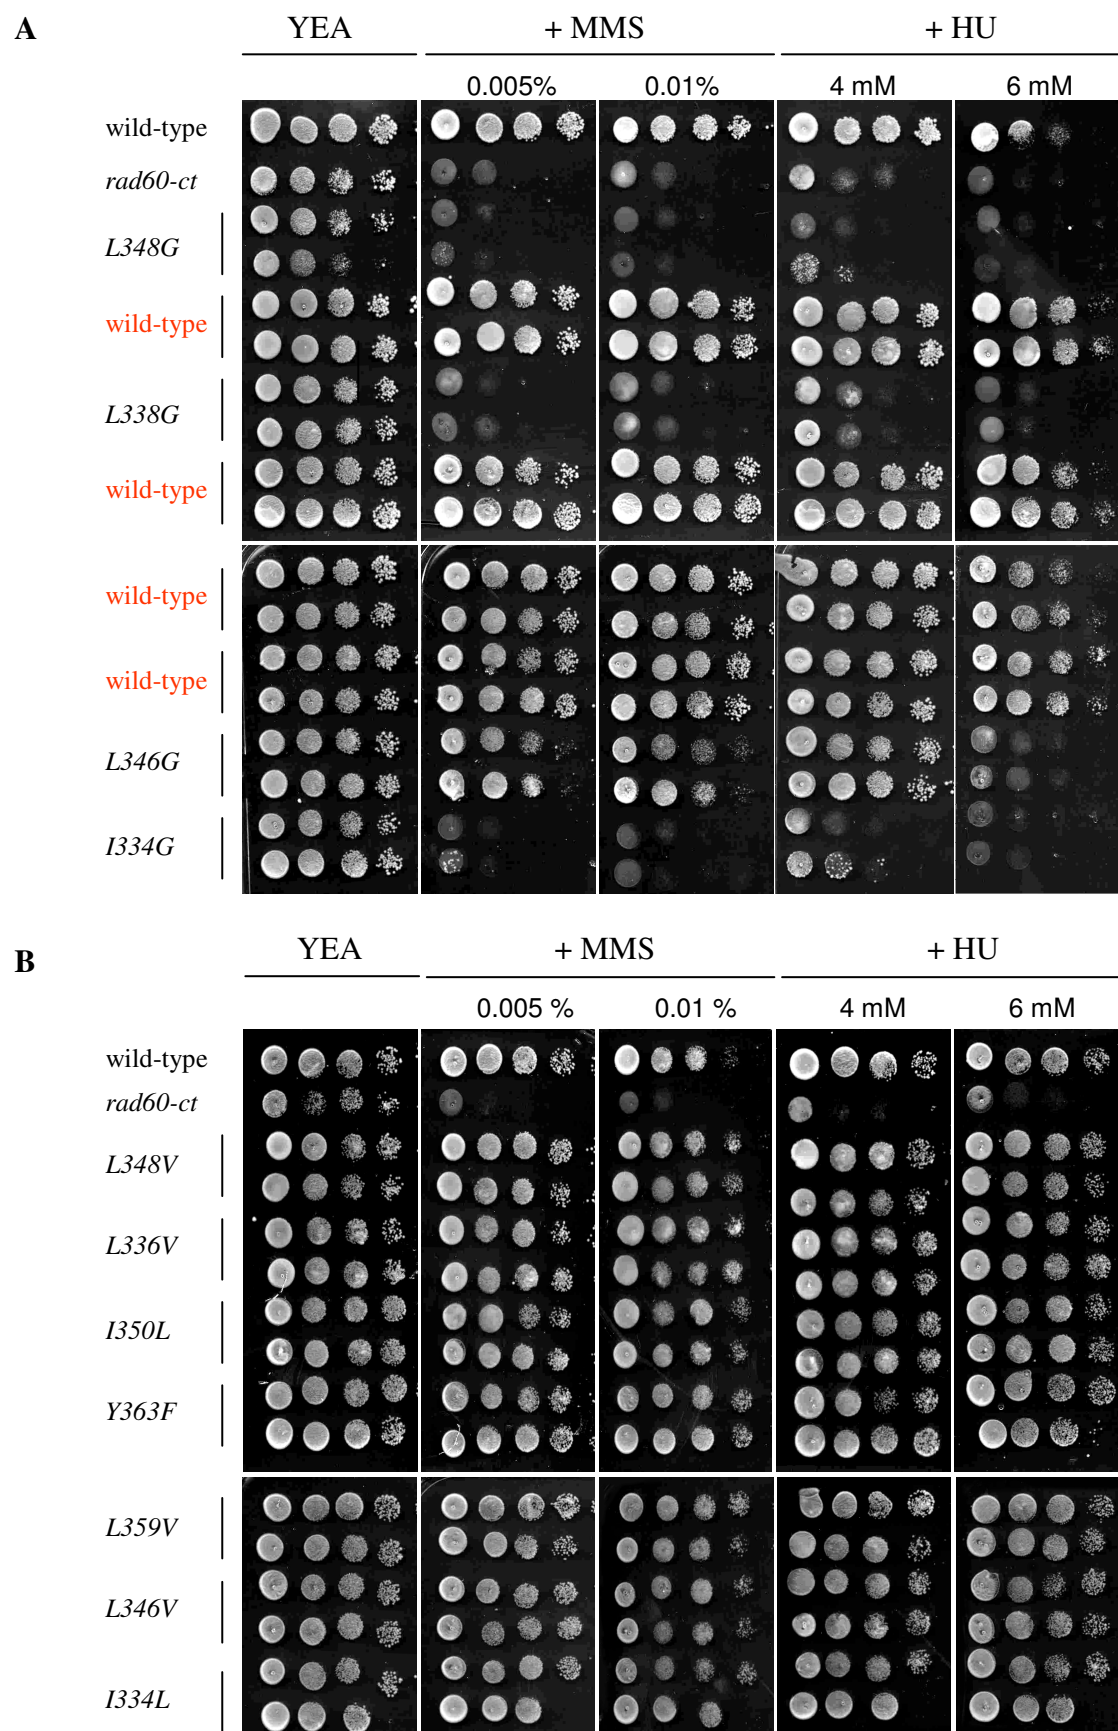 A
YEA + MMS + HU
0.005% 0.01% 4 mM 6 mM
wild-type
rad60-ct
L348G
wild-type
L338G
wild-type
wild-type
wild-type
L346G
I334G
B
YEA + MMS + HU
0.005 % 0.01 % 4 mM 6 mM
wild-type
rad60-ct
L348V
L336V
I350L
Y363F
L359V
L346V
I334L